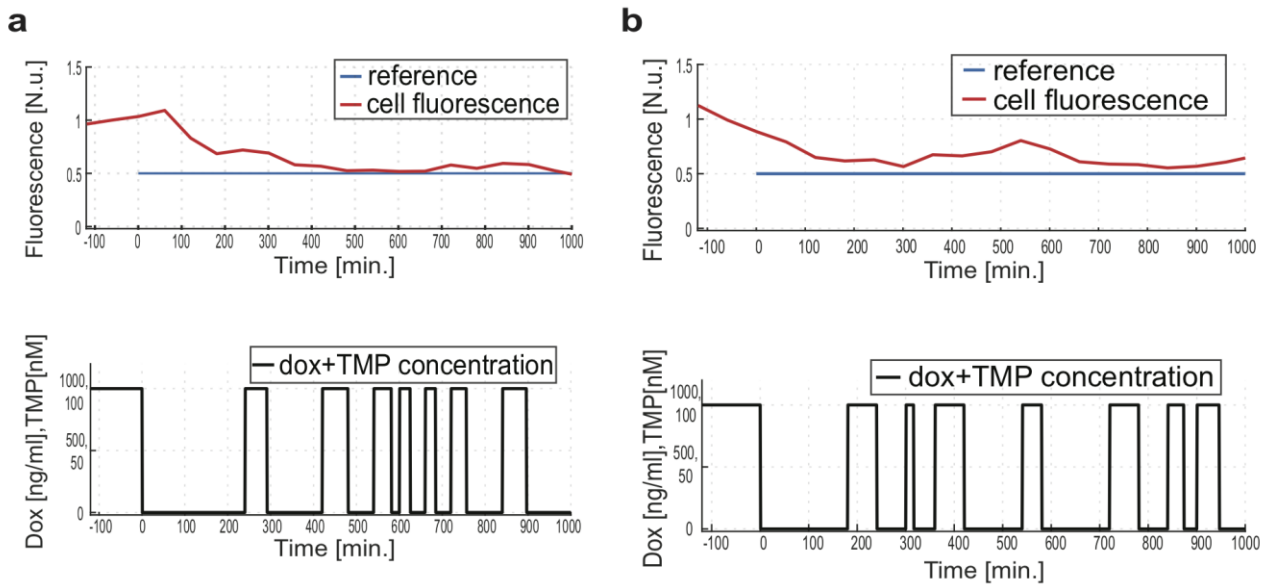 a
Fluorescence [N.u.]
1.5
1
0.5
0
reference
cell fluorescence
-100 0 100 200 300 400 500 600 700 800 900 1000
Time [min.]
Dox [ng/ml],TMP[nM]
1000,
100
500,
50
0
dox+TMP concentration
-100 0 100 200 300 400 500 600 700 800 900 1000
Time [min.]
b
Fluorescence [N.u.]
1.5
1
0.5
0
reference
cell fluorescence
-100 0 100 200 300 400 500 600 700 800 900 1000
Time [min.]
Dox [ng/ml],TMP[nM]
1000,
100
500,
50
0
dox+TMP concentration
-100 0 100 200 300 400 500 600 700 800 900 1000
Time [min.]